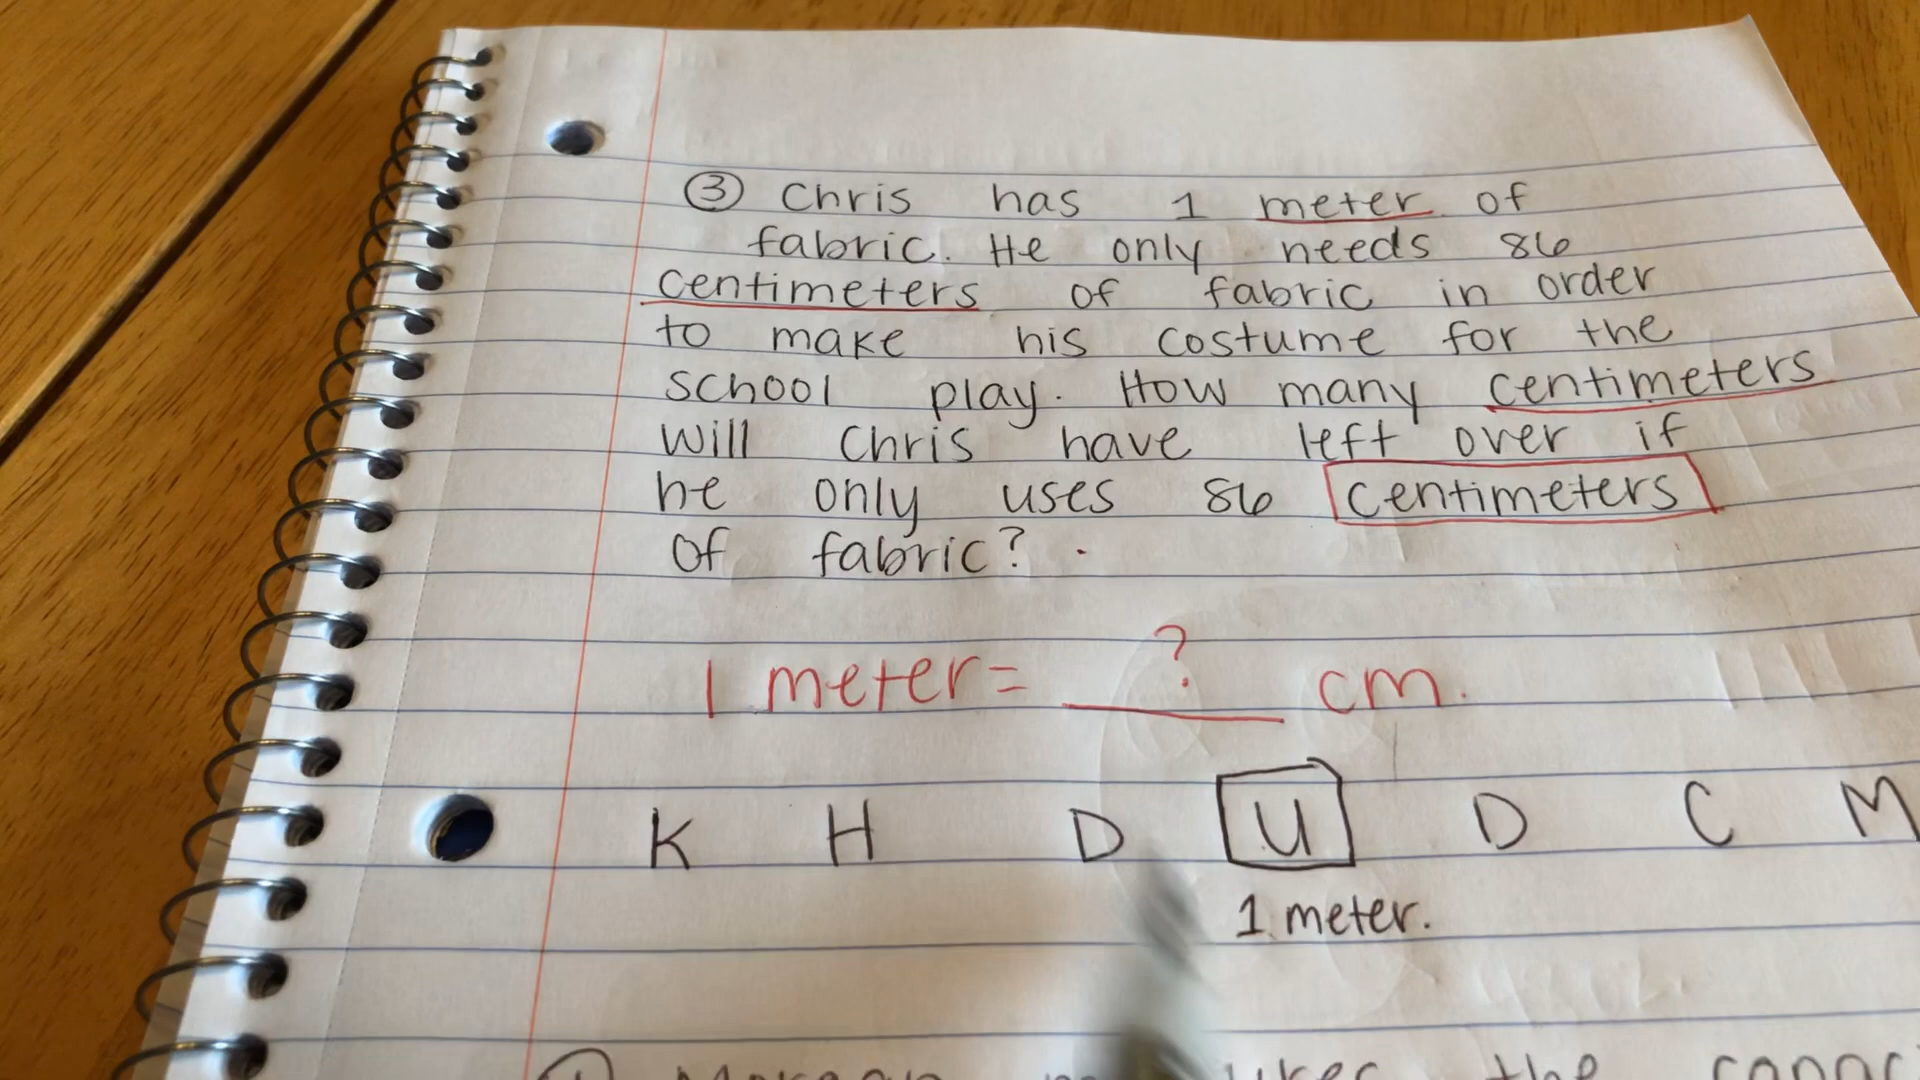 ③ Chris has 1 meter of
fabric. He only needs 86
centimeters of fabric in order
to make his costume for the
school play. How many centimeters
will Chris have left over if
he only uses 86 centimeters
of fabric?
1 meter = ? cm.
K H D U D C M
1 meter.
the